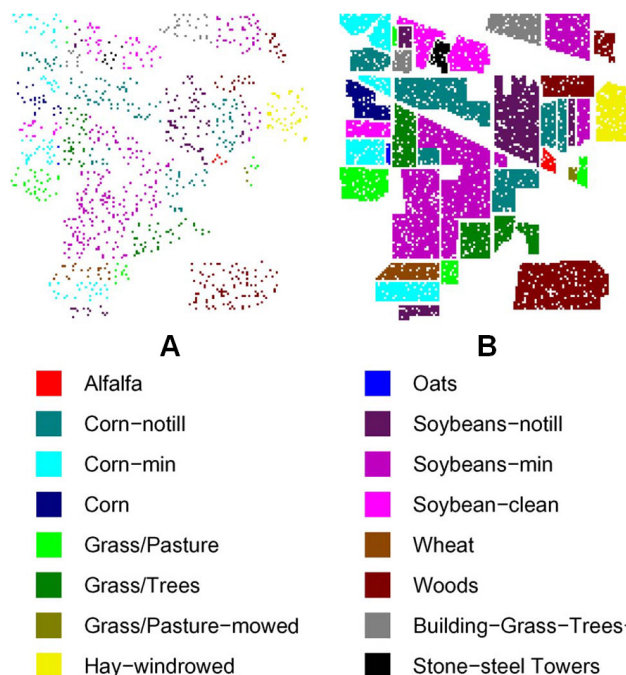 A B
Alfalfa Oats
Corn-notill Soybeans-notill
Corn-min Soybeans-min
Corn Soybean-clean
Grass/Pasture Wheat
Grass/Trees Woods
Grass/Pasture-mowed Building-Grass-Trees-
Hay-windrowed Stone-steel Towers